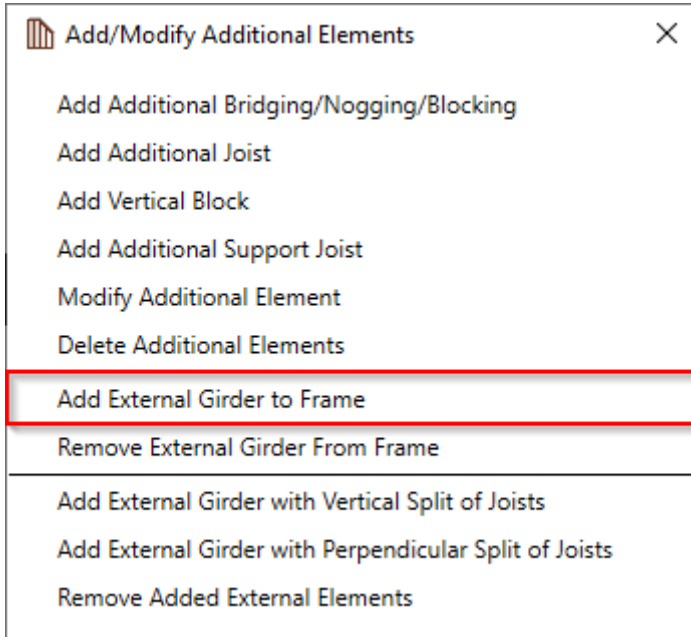 Add/Modify Additional Elements
Add Additional Bridging/Nogging/Blocking
Add Additional Joist
Add Vertical Block
Add Additional Support Joist
Modify Additional Element
Delete Additional Elements
Add External Girder to Frame
Remove External Girder From Frame
Add External Girder with Vertical Split of Joists
Add External Girder with Perpendicular Split of Joists
Remove Added External Elements